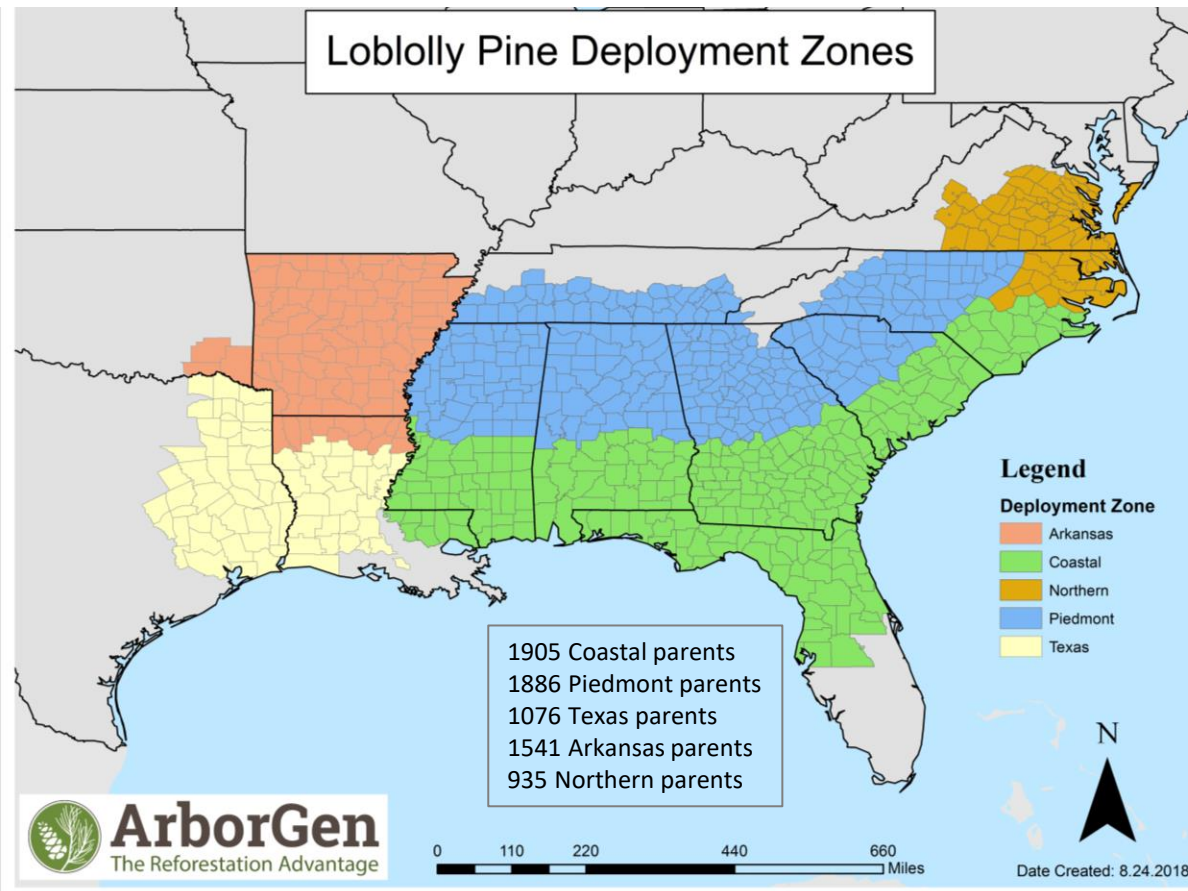 Loblolly Pine Deployment Zones
Legend
Deployment Zone
Arkansas
Coastal
Northern
Piedmont
Texas
1905 Coastal parents
1886 Piedmont parents
1076 Texas parents
1541 Arkansas parents
935 Northern parents
N
ArborGen
The Reforestation Advantage
0 110 220 440 660
Miles
Date Created: 8.24.2018